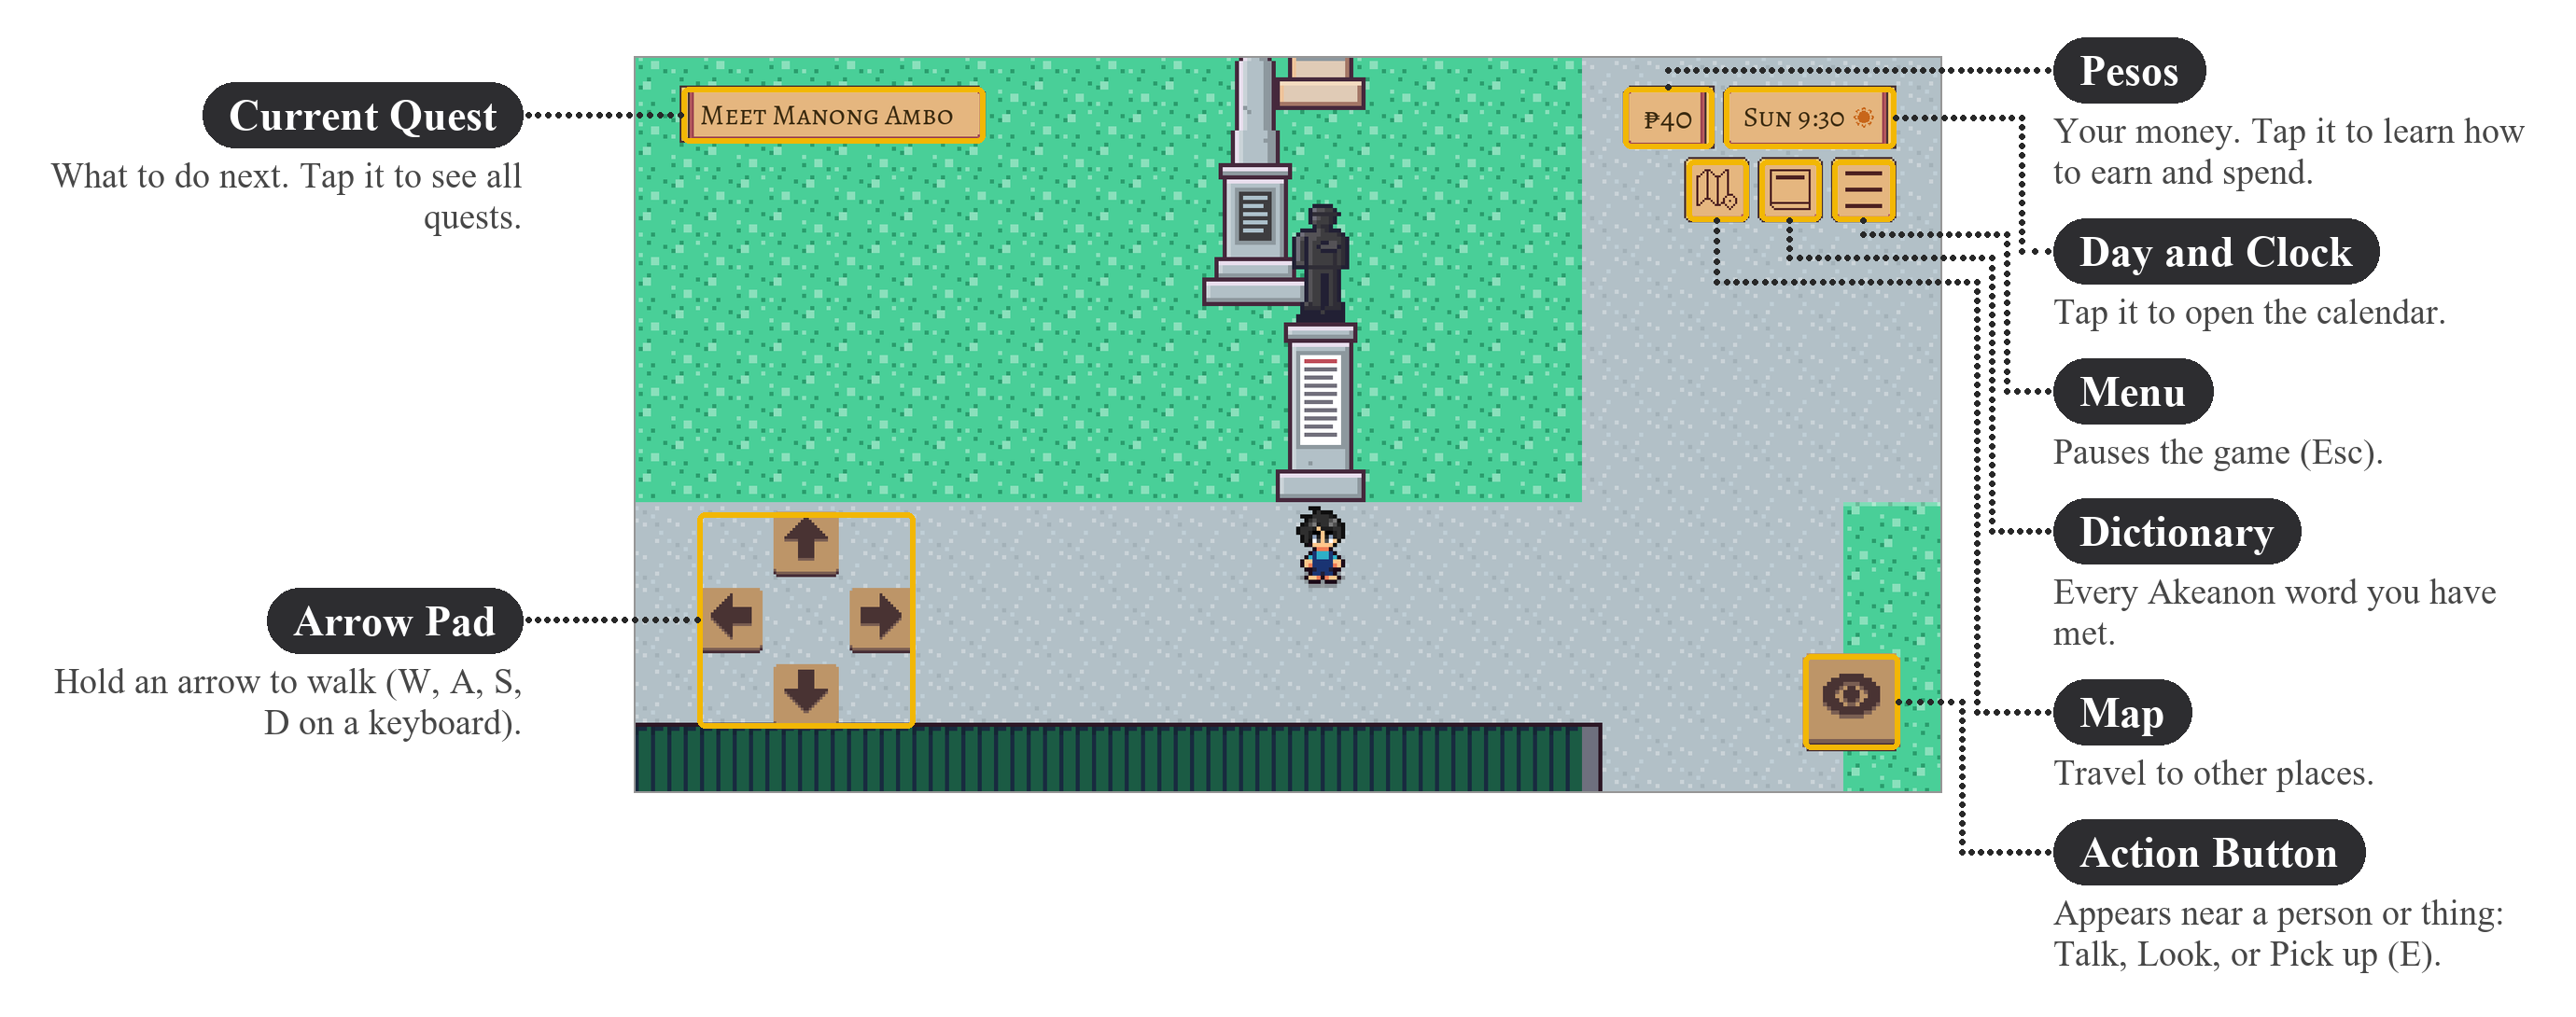 Current Quest
What to do next. Tap it to see all
quests.
Arrow Pad
Hold an arrow to walk (W, A, S,
D on a keyboard).
Meet Manong Ambo
₱40
Sun 9:30
Pesos
Your money. Tap it to learn how
to earn and spend.
Day and Clock
Tap it to open the calendar.
Menu
Pauses the game (Esc).
Dictionary
Every Akeanon word you have
met.
Map
Travel to other places.
Action Button
Appears near a person or thing:
Talk, Look, or Pick up (E).